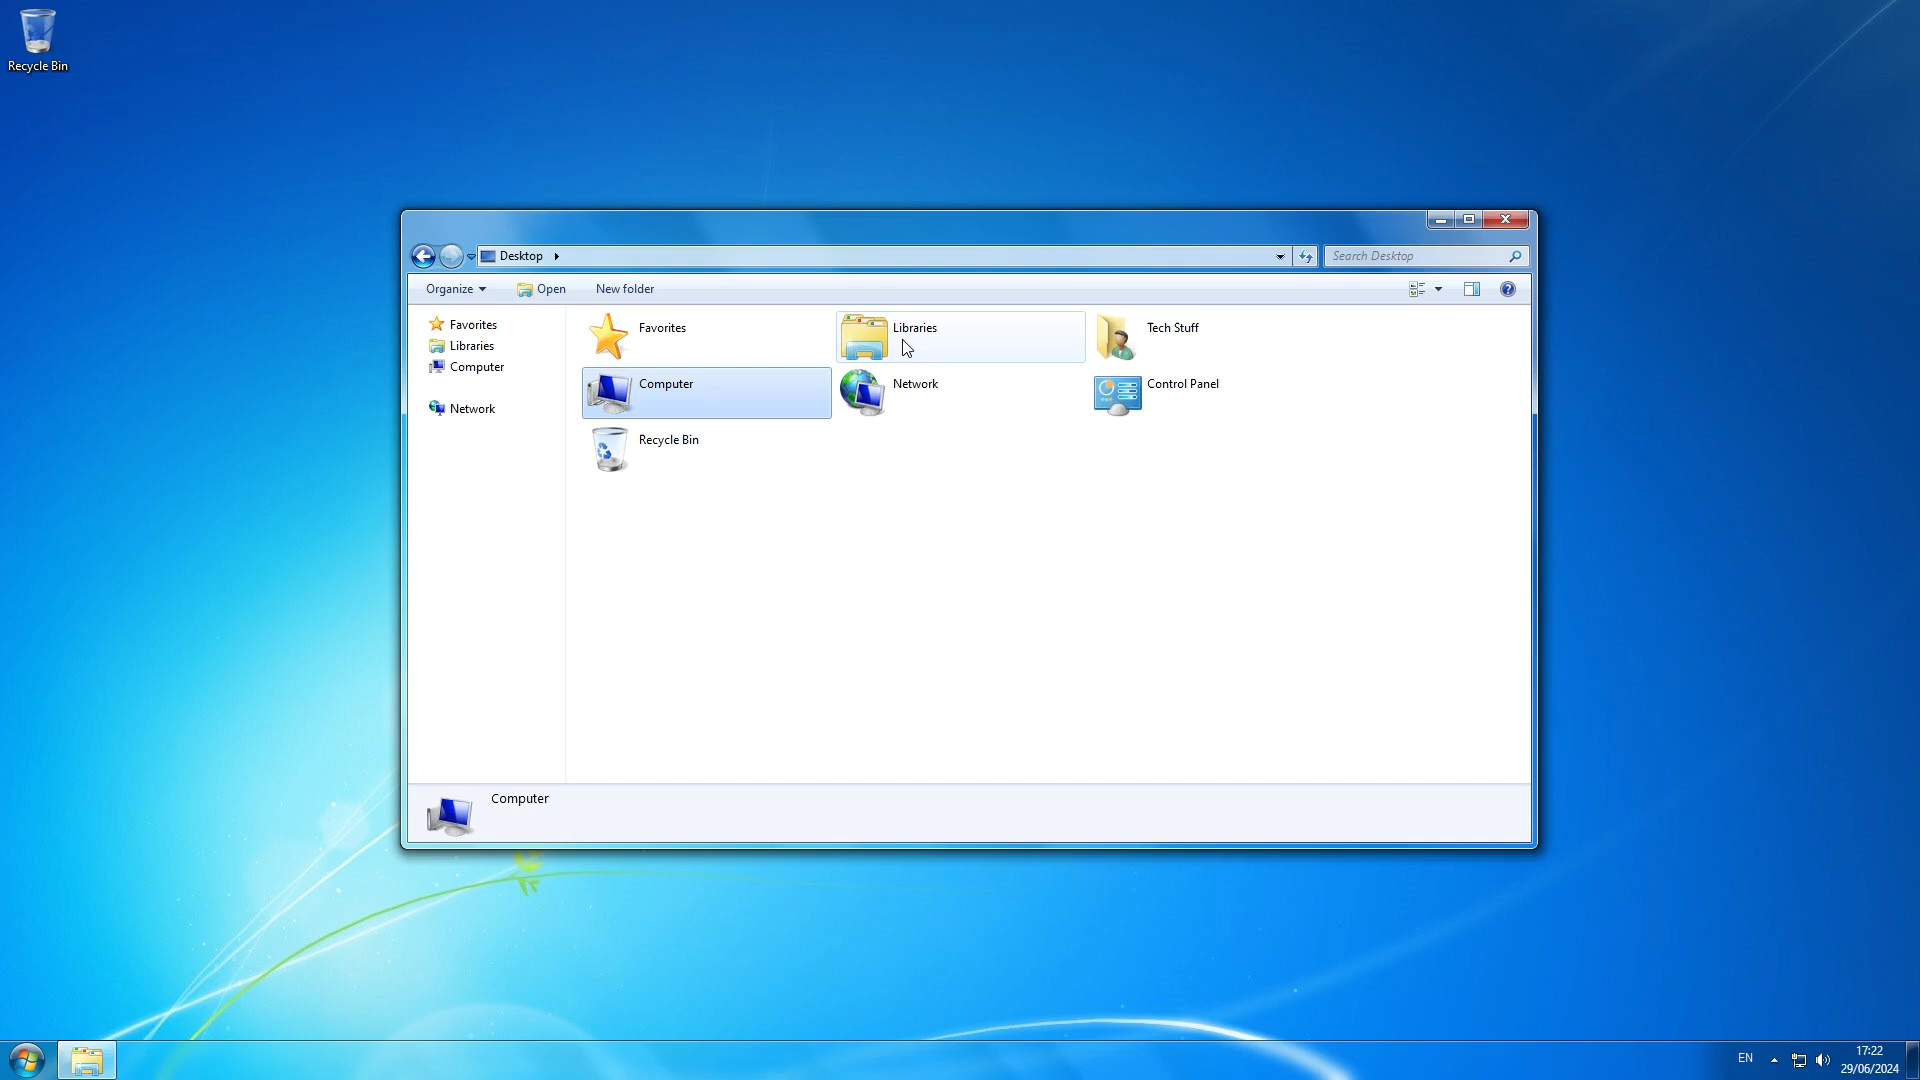 Recycle Bin
Desktop
Search Desktop
Organize
Open
New folder
Favorites
Libraries
Computer
Network
Favorites
Libraries
Tech Stuff
Computer
Network
Control Panel
Recycle Bin
Computer
EN
17:22
29/06/2024